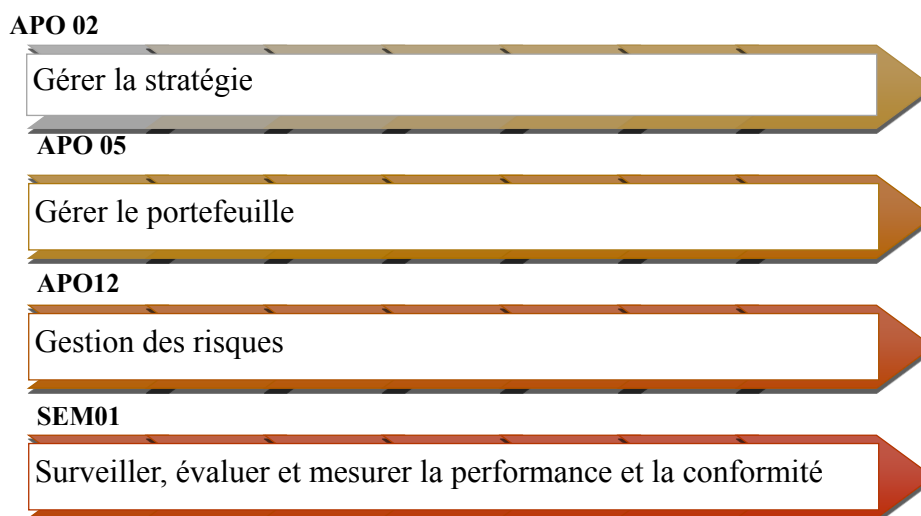 APO 02
Gérer la stratégie
APO 05
Gérer le portefeuille
APO12
Gestion des risques
SEM01
Surveiller, évaluer et mesurer la performance et la conformité